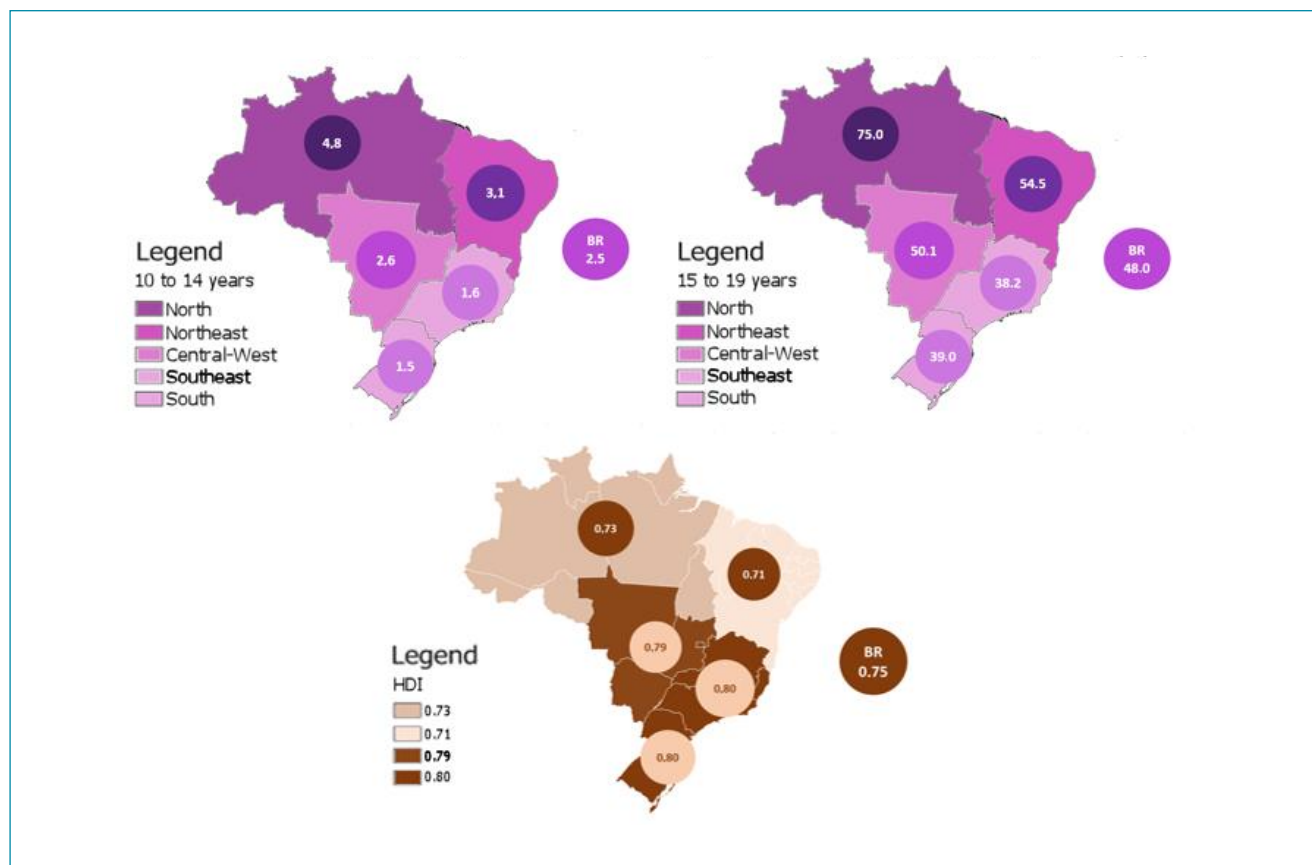 4,8
3,1
BR
2.5
2.6
1.6
1.5
Legend
10 to 14 years
North
Northeast
Central-West
Southeast
South
75.0
54.5
BR
48.0
50.1
38.2
39.0
Legend
15 to 19 years
North
Northeast
Central-West
Southeast
South
0,73
0.71
BR
0.75
0,79
0.80
0.80
Legend
HDI
0.73
0.71
0.79
0.80